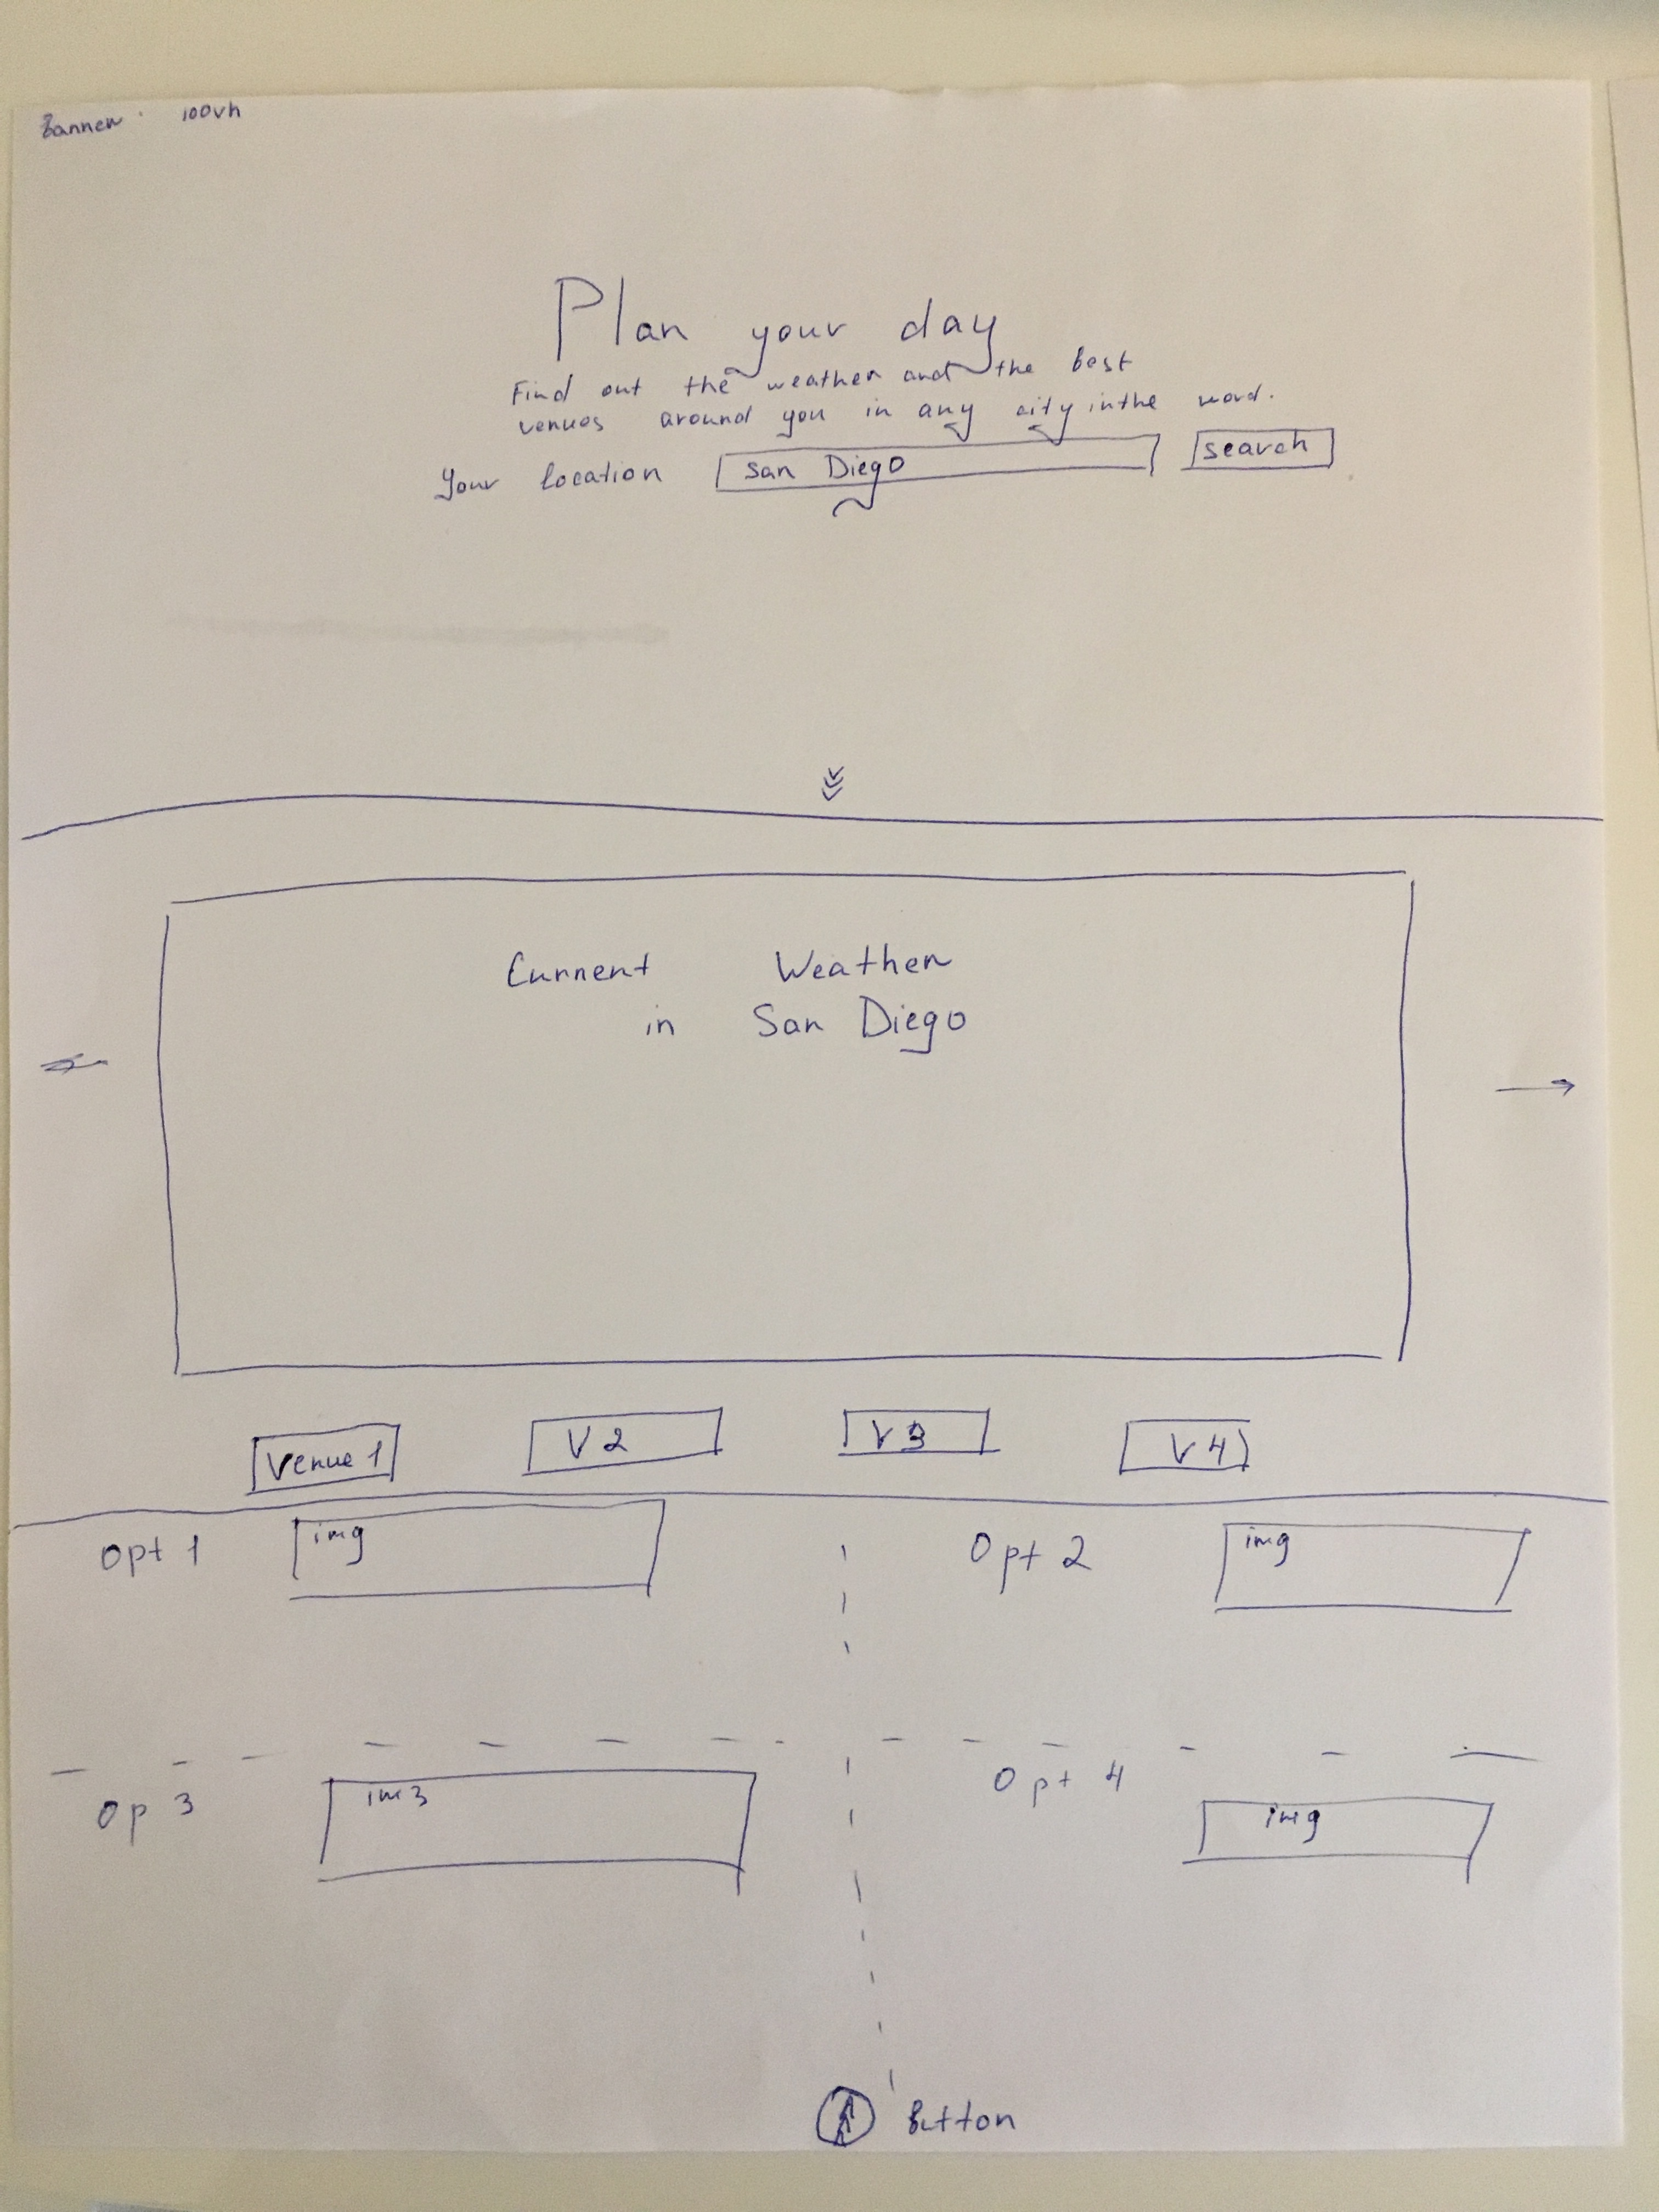 Banner 100vh
Plan your day
Find out the weather and the best
venues around you in any city in the word.
Your location San Diego search
Current Weather
in San Diego
Venue 1 V2 V3 V4
Opt 1 img Opt 2 img
Op 3 im3 Opt 4 img
Button